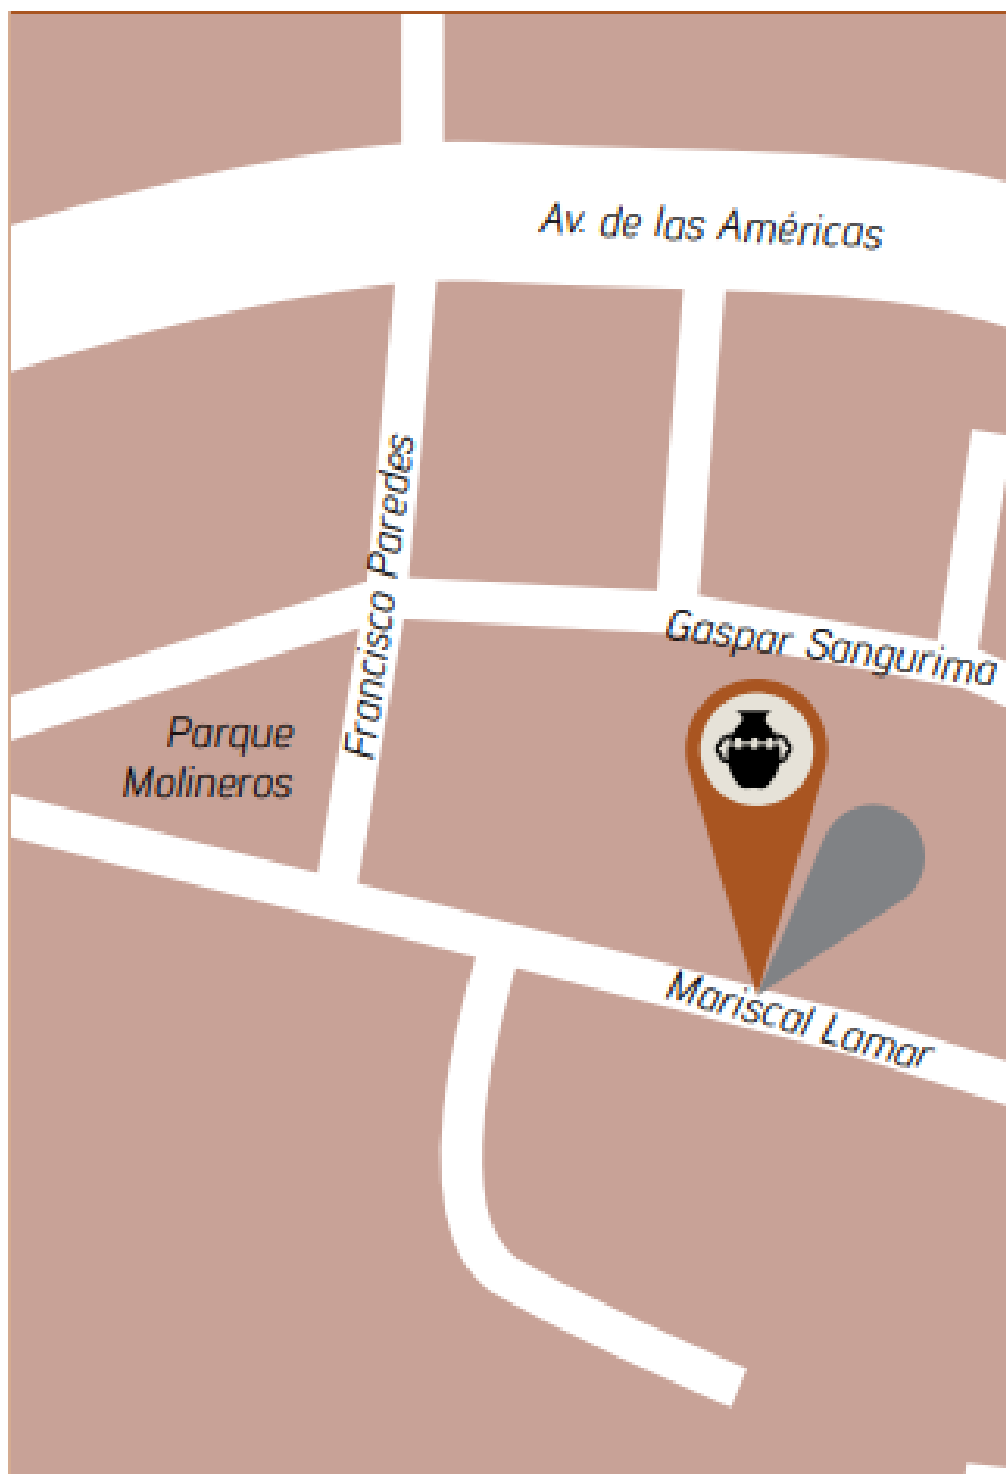 Av. de las Américas
Francisco Paredes
Gaspar Sangurima
Parque
Molineros
Mariscal Lamar